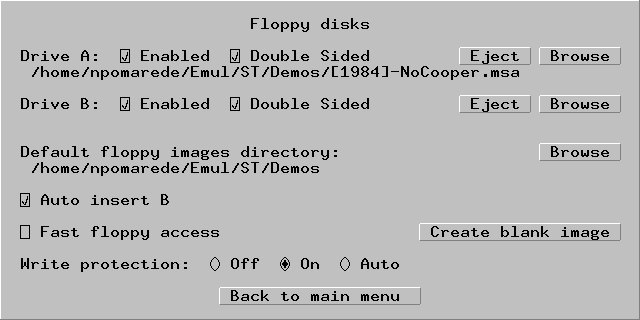 Floppy disks
Drive A: Enabled Double Sided Eject Browse
/home/npomarede/Emul/ST/Demos/[1984]-NoCooper.msa
Drive B: Enabled Double Sided Eject Browse
Default floppy images directory: Browse
/home/npomarede/Emul/ST/Demos
Auto insert B
Fast floppy access Create blank image
Write protection: Off On Auto
Back to main menu